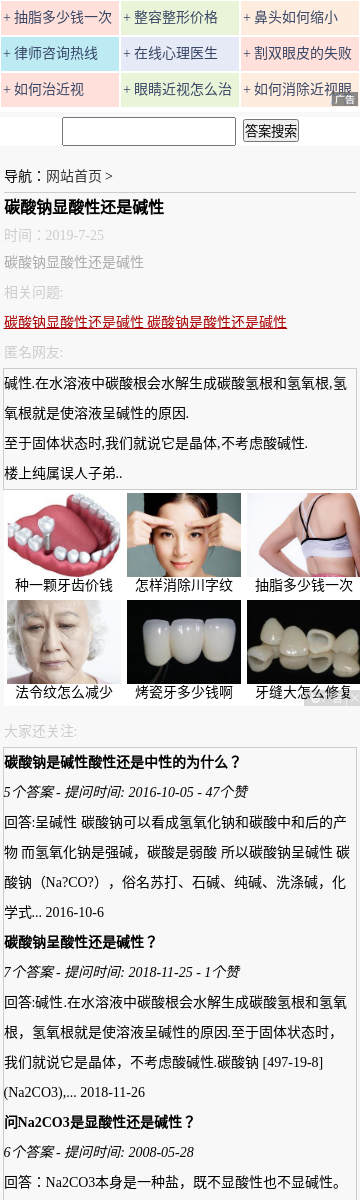 + 抽脂多少钱一次 + 整容整形价格 + 鼻头如何缩小
+ 律师咨询热线 + 在线心理医生 + 割双眼皮的失败
+ 如何治近视 + 眼睛近视怎么治 + 如何消除近视眼
广告
答案搜索
导航：网站首页 >
碳酸钠显酸性还是碱性
时间：2019-7-25
碳酸钠显酸性还是碱性
相关问题:
碳酸钠显酸性还是碱性 碳酸钠是酸性还是碱性
匿名网友:
碱性.在水溶液中碳酸根会水解生成碳酸氢根和氢氧根,氢
氧根就是使溶液呈碱性的原因.
至于固体状态时,我们就说它是晶体,不考虑酸碱性.
楼上纯属误人子弟..
种一颗牙齿价钱 怎样消除川字纹 抽脂多少钱一次
法令纹怎么减少 烤瓷牙多少钱啊 牙缝大怎么修复
大家还关注:
碳酸钠是碱性酸性还是中性的为什么？
5个答案 - 提问时间: 2016-10-05 - 47个赞
回答:呈碱性 碳酸钠可以看成氢氧化钠和碳酸中和后的产
物 而氢氧化钠是强碱，碳酸是弱酸 所以碳酸钠呈碱性 碳
酸钠（Na?CO?），俗名苏打、石碱、纯碱、洗涤碱，化
学式... 2016-10-6
碳酸钠呈酸性还是碱性？
7个答案 - 提问时间: 2018-11-25 - 1个赞
回答:碱性.在水溶液中碳酸根会水解生成碳酸氢根和氢氧
根，氢氧根就是使溶液呈碱性的原因.至于固体状态时，
我们就说它是晶体，不考虑酸碱性.碳酸钠 [497-19-8]
(Na2CO3),... 2018-11-26
问Na2CO3是显酸性还是碱性？
6个答案 - 提问时间: 2008-05-28
回答：Na2CO3本身是一种盐，既不显酸性也不显碱性。